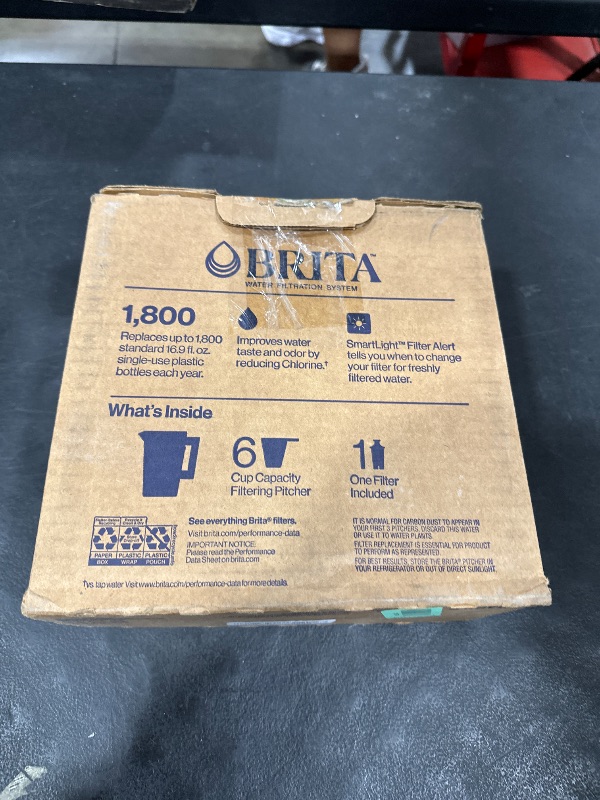 BRITA™
WATER FILTRATION SYSTEM
1,800
Replaces up to 1,800
standard 16.9 fl. oz.
single-use plastic
bottles each year.
Improves water
taste and odor by
reducing Chlorine.†
SmartLight™ Filter Alert
tells you when to change
your filter for freshly
filtered water.
What's Inside
6
Cup Capacity
Filtering Pitcher
1
One Filter
Included
PAPER
BOX
PLASTIC
WRAP
PLASTIC
POUCH
See everything Brita® filters.
Visit brita.com/performance-data
IMPORTANT NOTICE:
Please read the Performance
Data Sheet on brita.com
IT IS NORMAL FOR CARBON DUST TO APPEAR IN
YOUR FIRST 3 PITCHERS. DISCARD THIS WATER
OR USE IT TO WATER PLANTS.
FILTER REPLACEMENT IS ESSENTIAL FOR PRODUCT
TO PERFORM AS REPRESENTED.
FOR BEST RESULTS, STORE THE BRITA® PITCHER IN
YOUR REFRIGERATOR OR OUT OF DIRECT SUNLIGHT.
†vs. tap water Visit www.brita.com/performance-data for more details.